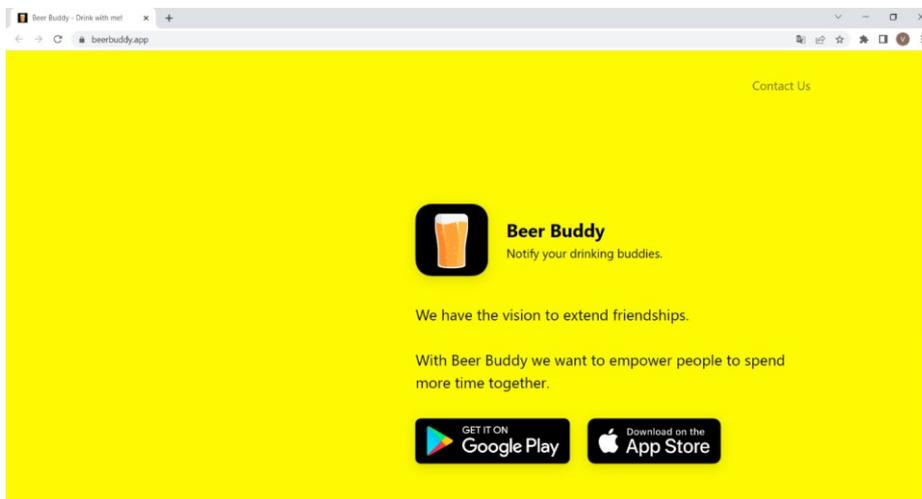 Beer Buddy - Drink with me!
beerbuddy.app
Contact Us
Beer Buddy
Notify your drinking buddies.
We have the vision to extend friendships.
With Beer Buddy we want to empower people to spend
more time together.
GET IT ON
Google Play
Download on the
App Store